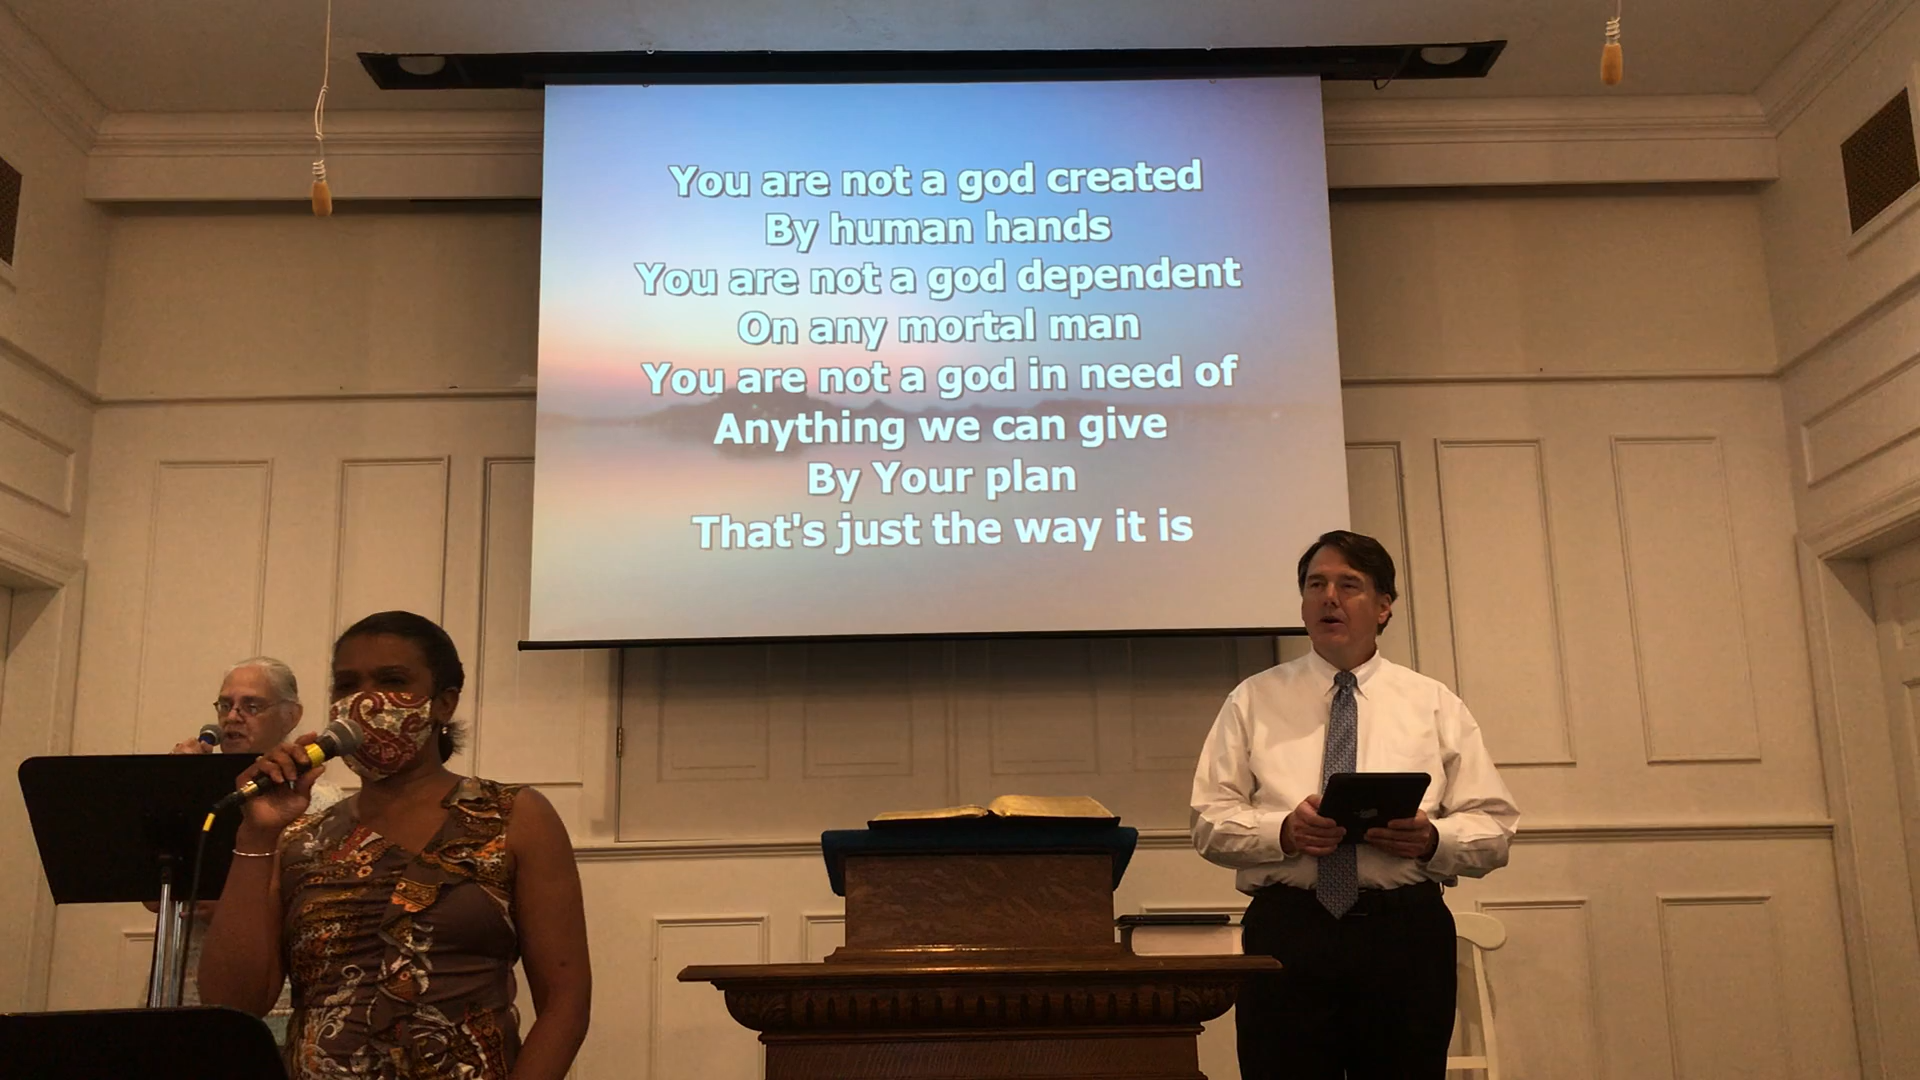 You are not a god created
By human hands
You are not a god dependent
On any mortal man
You are not a god in need of
Anything we can give
By Your plan
That's just the way it is